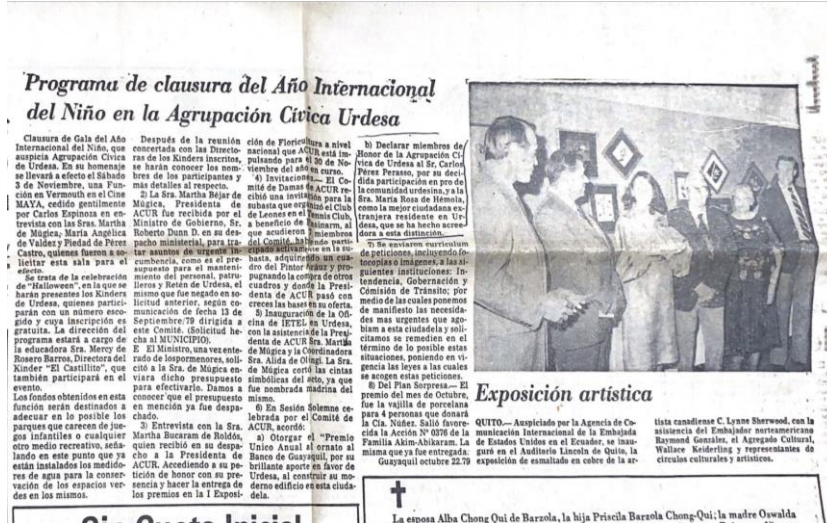 Programa de clausura del Año Internacional
del Niño en la Agrupación Cívica Urdesa
Clausura de Gala del Año
Internacional del Niño, que
auspicia Agrupación Cívica
de Urdesa. En su homenaje
se llevará a efecto el Sábado
3 de Noviembre, una Fun-
ción en Vermouth en el Cine
MAYA, cedido gentilmente
por Carlos Espinoza en en-
trevista con las Sras. Martha
de Múgica, María Angélica
de Valdez y Piedad de Pérez
Castro, quienes fueron a so-
licitar esta sala para el
efecto.
Se trata de la celebración
de "Halloween", en la que se
harán presentes los Kinders
de Urdesa, quienes partici-
parán con un número esco-
gido y cuya inscripción es
gratuita. La dirección del
programa estará a cargo de
la educadora Sra. Mercy de
Rosero Barros, Directora del
Kinder "El Castillito", que
también participará en el
evento.
Los fondos obtenidos en esta
función serán destinados a
adecuar en lo posible los
parques que carecen de jue-
gos infantiles o cualquier
otro medio recreativo, seña-
lando en este punto que ya
están instalados los medido-
res de agua para la conser-
vación de los espacios ver-
des en los mismos.
Después de la reunión
concertada con las Directo-
ras de los Kinders inscritos,
se harán conocer los nom-
bres de los participantes y
más detalles al respecto.
2) La Sra. Martha Béjar de
Múgica, Presidenta de
ACUR fue recibida por el
Ministro de Gobierno, Sr.
Roberto Dunn D. en su des-
pacho ministerial, para tra-
tar asuntos de urgente in-
cumbencia, como es el pre-
supuesto para el manteni-
miento del personal, patru-
lleros y Retén de Urdesa, el
mismo que fue negado en so-
licitud anterior, según co-
municación de fecha 13 de
Septiembre/79 dirigida a
este Comité. (Solicitud he-
cha al MUNICIPIO).
E El Ministro, una vez ente-
rado de los pormenores, soli-
citó a la Sra. de Múgica en-
viara dicho presupuesto
para efectivarlo. Damos a
conocer que el presupuesto
en mención ya fue despa-
chado.
3) Entrevista con la Sra.
Martha Bucaram de Roldós,
quien recibió en su despa-
cho a la Presidenta de
ACUR. Accediendo a su pe-
tición de honor con su pre-
sencia y hacer la entrega de
los premios en la I Exposi-
ción de Floricultura a nivel
nacional que ACUR está im-
pulsando para el 30 de No-
viembre del año en curso.
4) Invitaciones.— El Co-
mité de Damas de ACUR re-
cibió una invitación para la
subasta que organizó el Club
de Leones en el Tennis Club,
a beneficio de Fasinarm, al
que acudieron 7 miembros
del Comité, habiendo parti-
cipado activamente en la su-
basta, adquiriendo un cua-
dro del Pintor Aráuz y pro-
pugnando la compra de otros
cuadros y donde la Presi-
denta de ACUR pasó con
creces las bases en su oferta.
5) Inauguración de la Ofi-
cina de IETEL en Urdesa,
con la asistencia de la Presi-
denta de ACUR Sra. Martha
de Múgica y la Coordinadora
Sra. Alida de La Sra.
de Múgica cortó las cintas
simbólicas del acto, ya que
fue nombrada madrina del
mismo.
6) En Sesión Solemne ce-
lebrada por el Comité de
ACUR, acordó:
a) Otorgar el "Premio
Unico Anual al ornato al
Banco de Guayaquil, por su
brillante aporte en favor de
Urdesa, al construir su mo-
derno edificio en esta ciuda-
dela.
b) Declarar miembros de
Honor de la Agrupación Cí-
vica de Urdesa al Sr. Carlos
Pérez Perasso, por su deci-
dida participación en pro de
la comunidad urdesina, y a la
Sra. María Rosa de Hémola,
como la mejor ciudadana ex-
tranjera residente en Ur-
desa, que se ha hecho acree-
dora a esta distinción.
7) Se enviaron curriculum
de peticiones, incluyendo fo-
tocopias o imágenes, a las si-
guientes instituciones: In-
tendencia, Gobernación y
Comisión de Tránsito; por
medio de las cuales ponemos
de manifiesto las necesida-
des mas urgentes que ago-
bian a esta ciudadela y soli-
citamos se remedien en el
término de lo posible estas
situaciones, poniendo en vi-
gencia las leyes a las cuales
se acogen estas peticiones.
8) Del Plan Sorpresa.— El
premio del mes de Octubre,
fue la vajilla de porcelana
para 4 personas que donará
la Cía. Núñez. Salió favore-
cida la Acción Nº 0376 de la
Familia Akim-Abikaram. La
misma que ya fue entregada.
Guayaquil octubre 22.79
Exposición artística
QUITO.— Auspiciado por la Agencia de Co-
municación Internacional de la Embajada
de Estados Unidos en el Ecuador, se inau-
guró en el Auditorio Lincoln de Quito, la
exposición de esmaltado en cobre de la ar-
tista canadiense C. Lynne Sherwood, con la
asistencia del Embajador norteamericano
Raymond González, el Agregado Cultural,
Wallace Keiderling y representantes de
círculos culturales y artísticos.
Cuota Inicial
La esposa Alba Chong Qui de Barzola, la hija Priscila Barzola Chong-Qui; la madre Oswalda